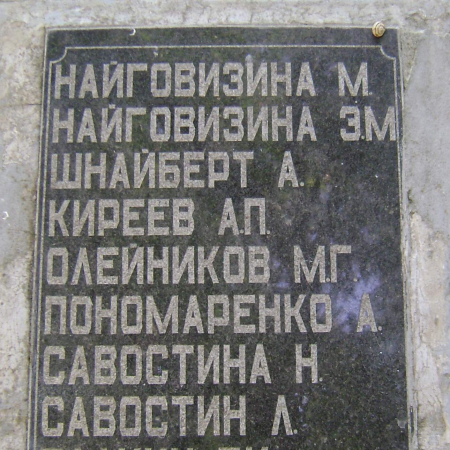 НАЙГОВИЗИНА М.
НАЙГОВИЗИНА Э.М
ШНАЙБЕРТ А.
КИРЕЕВ А.П.
ОЛЕЙНИКОВ М.Г
ПОНОМАРЕНКО А.
САВОСТИНА Н.
САВОСТИН Л.